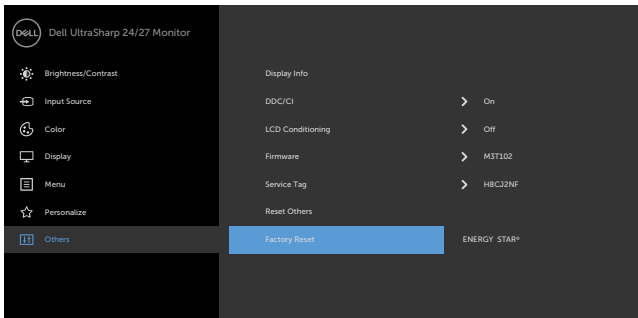 DELL Dell UltraSharp 24/27 Monitor
Brightness/Contrast Display Info
Input Source DDC/CI On
Color LCD Conditioning Off
Display Firmware M3T102
Menu Service Tag H8CJ2NF
Personalize Reset Others
Others Factory Reset ENERGY STAR®